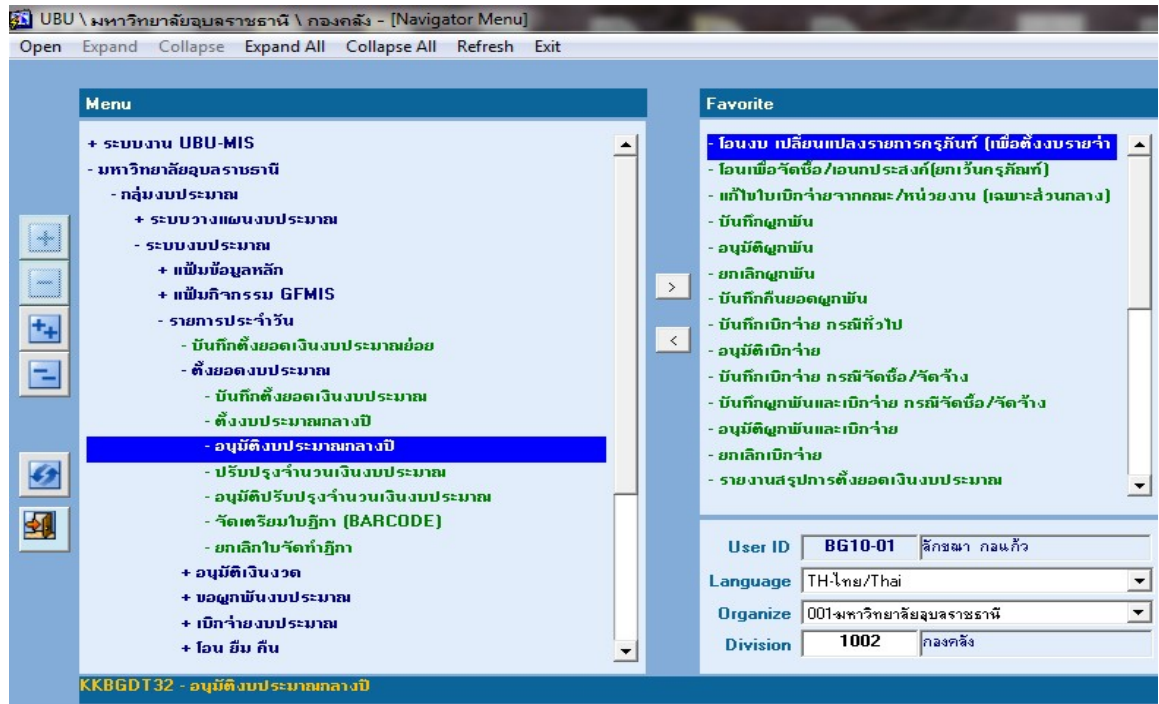 UBU \ มหาวิทยาลัยอุบลราชธานี \ กองคลัง - [Navigator Menu]
Open Expand Collapse Expand All Collapse All Refresh Exit
Menu
+ ระบบงาน UBU-MIS
- มหาวิทยาลัยอุบลราชธานี
- กลุ่มงบประมาณ
+ ระบบวางแผนงบประมาณ
- ระบบงบประมาณ
+ แฟ้มข้อมูลหลัก
+ แฟ้มกิจกรรม GFMIS
- รายการประจำวัน
- บันทึกตั้งยอดเงินงบประมาณย่อย
- ตั้งยอดงบประมาณ
- บันทึกตั้งยอดเงินงบประมาณ
- ตั้งงบประมาณกลางปี
- อนุมัติงบประมาณกลางปี
- ปรับปรุงจำนวนเงินงบประมาณ
- อนุมัติปรับปรุงจำนวนเงินงบประมาณ
- จัดเตรียมใบฎีกา (BARCODE)
- ยกเลิกใบจัดทำฎีกา
+ อนุมัติเงินงวด
+ ขอผูกพันงบประมาณ
+ เบิกจ่ายงบประมาณ
+ โอน ยืม คืน
KKBGDT32 - อนุมัติงบประมาณกลางปี
Favorite
- โอนงบ เปลี่ยนแปลงรายการครุภันท์ (เพื่อตั้งงบรายจ่า
- โอนเพื่อจัดซื้อ/เอนกประสงค์(ยกเว้นครุภัณฑ์)
- แก้ไขใบเบิกจ่ายจากคณะ/หน่วยงาน (เฉพาะส่วนกลาง)
- บันทึกผูกพัน
- อนุมัติผูกพัน
- ยกเลิกผูกพัน
- บันทึกคืนยอดผูกพัน
- บันทึกเบิกจ่าย กรณีทั่วไป
- อนุมัติเบิกจ่าย
- บันทึกเบิกจ่าย กรณีจัดซื้อ/จัดจ้าง
- บันทึกผูกพันและเบิกจ่าย กรณีจัดซื้อ/จัดจ้าง
- อนุมัติผูกพันและเบิกจ่าย
- ยกเลิกเบิกจ่าย
- รายงานสรุปการตั้งยอดเงินงบประมาณ
User ID BG10-01 ลักขณา กอแก้ว
Language TH-ไทย/Thai
Organize 001-มหาวิทยาลัยอุบลราชธานี
Division 1002 กองคลัง